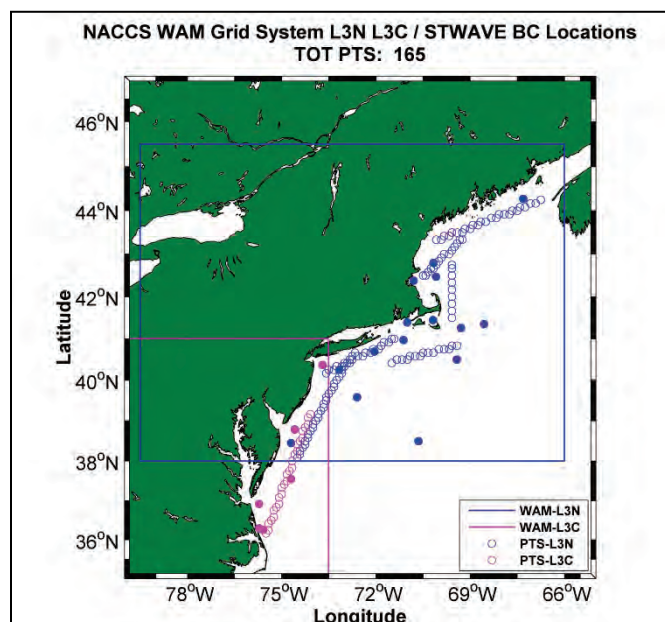 NACCS WAM Grid System L3N L3C / STWAVE BC Locations
TOT PTS: 165
46°N
44°N
42°N
40°N
38°N
36°N
Latitude
WAM-L3N
WAM-L3C
PTS-L3N
PTS-L3C
78°W
75°W
72°W
69°W
66°W
Longitude